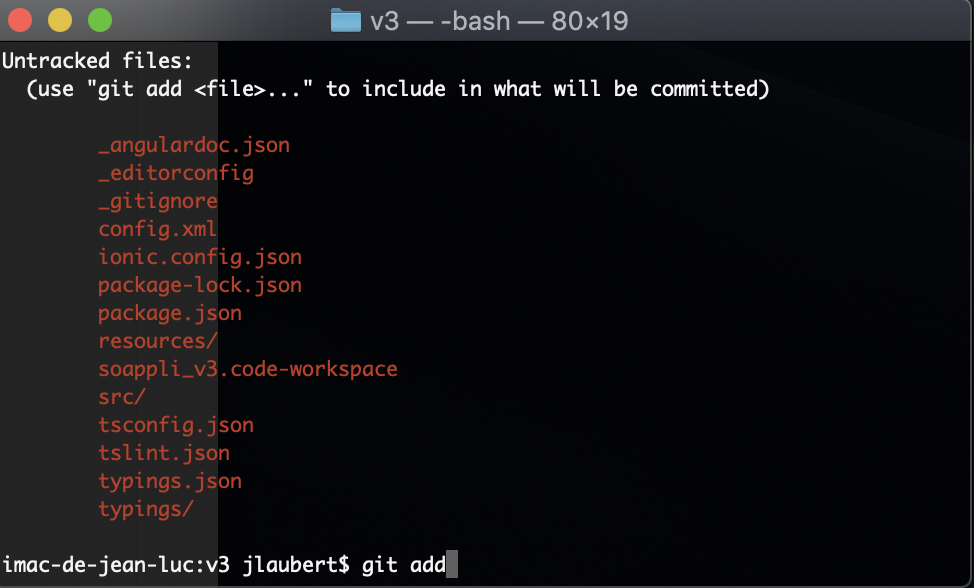 v3 — -bash — 80×19
Untracked files:
(use "git add <file>..." to include in what will be committed)
_angulardoc.json
_editorconfig
_gitignore
config.xml
ionic.config.json
package-lock.json
package.json
resources/
soappli_v3.code-workspace
src/
tsconfig.json
tslint.json
typings.json
typings/
imac-de-jean-luc:v3 jlaubert$ git add